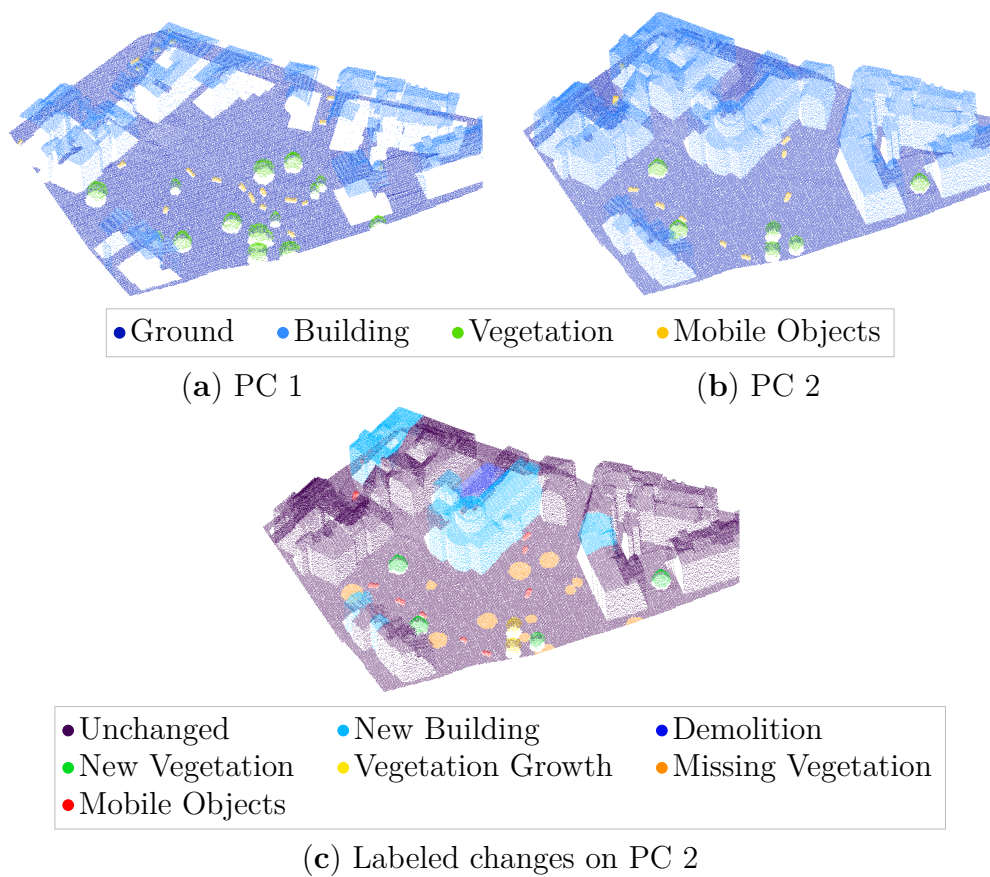 Ground Building Vegetation Mobile Objects
(a) PC 1 (b) PC 2
Unchanged New Building Demolition
New Vegetation Vegetation Growth Missing Vegetation
Mobile Objects
(c) Labeled changes on PC 2